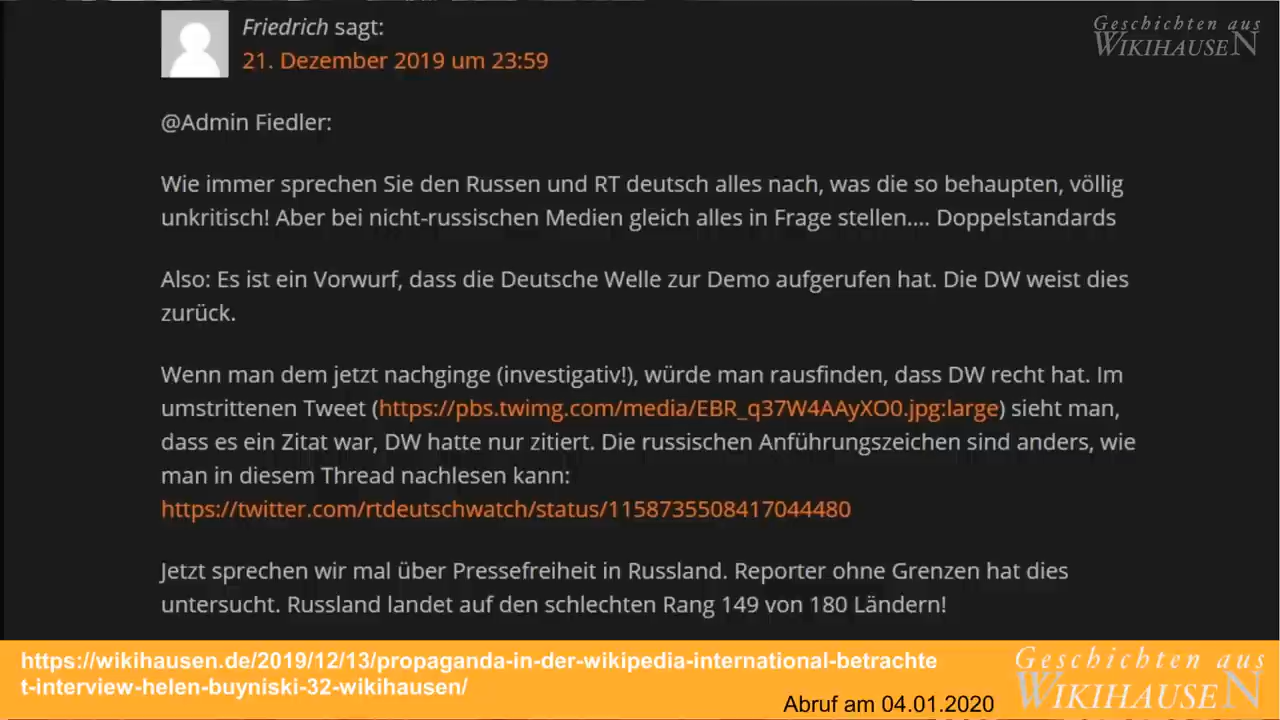 Friedrich sagt:
21. Dezember 2019 um 23:59
Geschichten aus
WIKIHAUSEN
@Admin Fiedler:
Wie immer sprechen Sie den Russen und RT deutsch alles nach, was die so behaupten, völlig
unkritisch! Aber bei nicht-russischen Medien gleich alles in Frage stellen.... Doppelstandards
Also: Es ist ein Vorwurf, dass die Deutsche Welle zur Demo aufgerufen hat. Die DW weist dies
zurück.
Wenn man dem jetzt nachginge (investigativ!), würde man rausfinden, dass DW recht hat. Im
umstrittenen Tweet (https://pbs.twimg.com/media/EBR_q37W4AAyXO0.jpg:large) sieht man,
dass es ein Zitat war, DW hatte nur zitiert. Die russischen Anführungszeichen sind anders, wie
man in diesem Thread nachlesen kann:
https://twitter.com/rtdeutschwatch/status/1158735508417044480
Jetzt sprechen wir mal über Pressefreiheit in Russland. Reporter ohne Grenzen hat dies
untersucht. Russland landet auf den schlechten Rang 149 von 180 Ländern!
https://wikihausen.de/2019/12/13/propaganda-in-der-wikipedia-international-betrachte
t-interview-helen-buyniski-32-wikihausen/
Abruf am 04.01.2020
Geschichten aus
WIKIHAUSEN